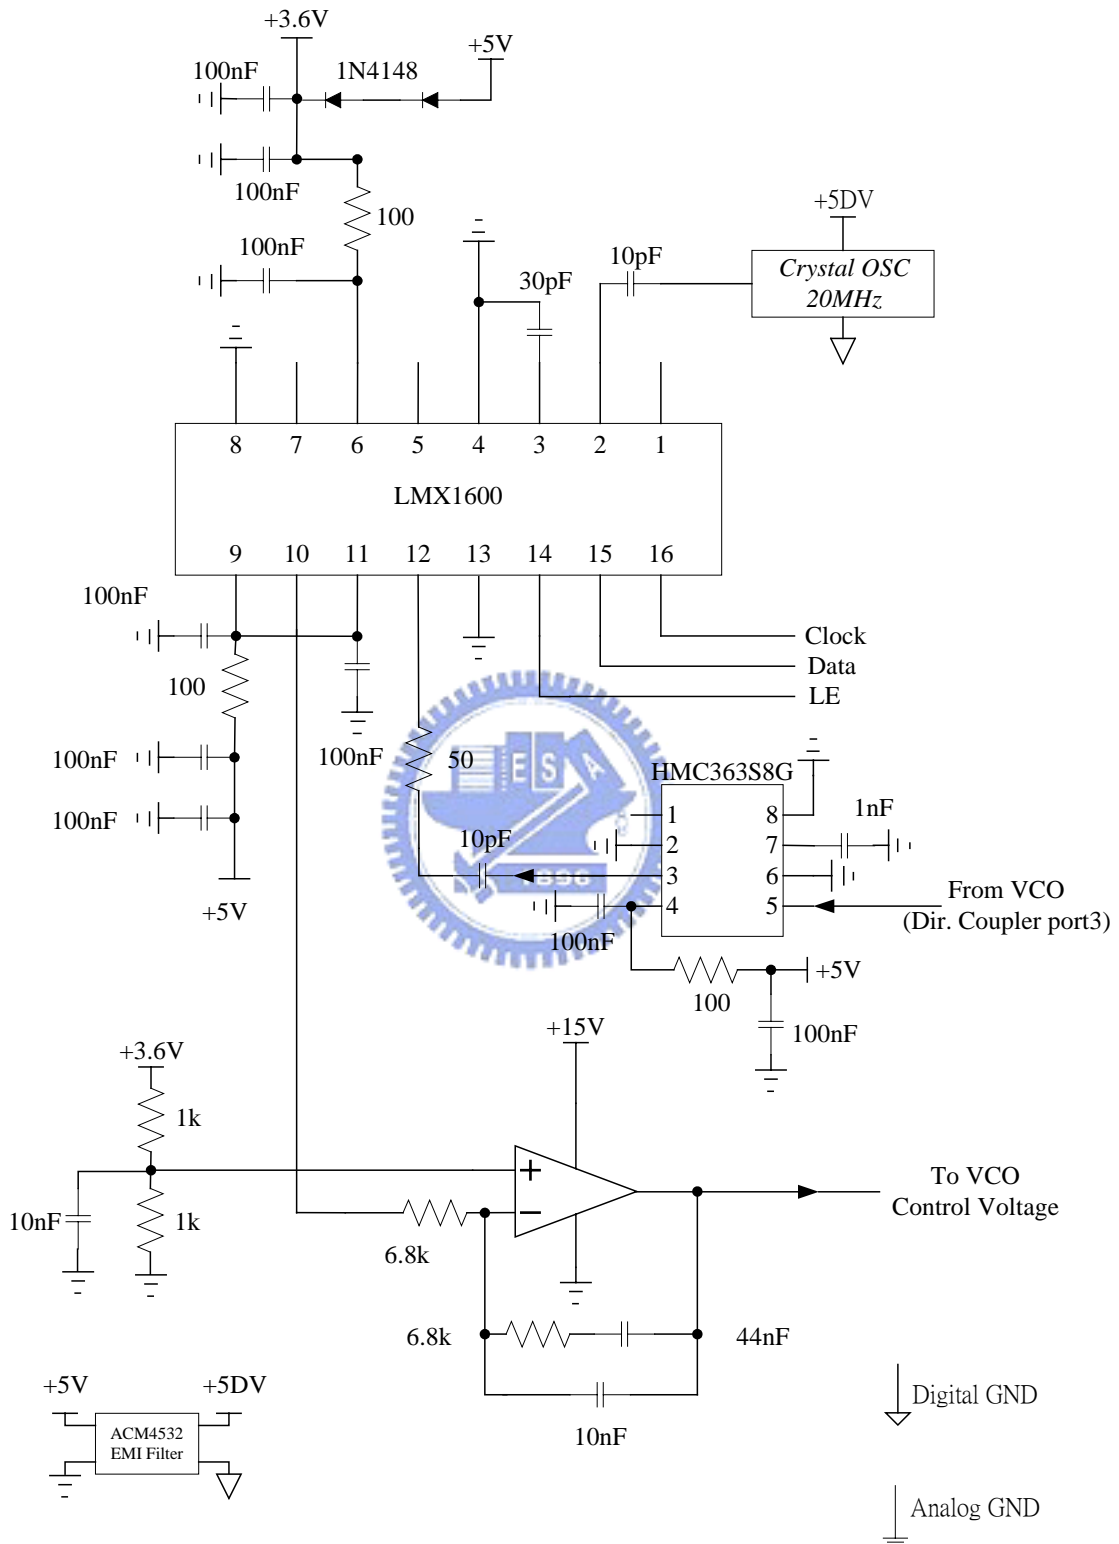 +3.6V
+5V
100nF
1N4148
100nF
100
100nF
+5DV
10pF
Crystal OSC
20MHz
30pF
8 7 6 5 4 3 2 1
LMX1600
9 10 11 12 13 14 15 16
100nF
Clock
Data
LE
100
100nF
100nF
50
HMC363S8G
ESA
1896
1 8
2 7
3 6
4 5
1nF
10pF
100nF
+5V
From VCO
(Dir. Coupler port3)
100nF
+5V
100
100nF
+15V
+3.6V
1k
10nF
1k
+
−
To VCO
Control Voltage
6.8k
6.8k
44nF
10nF
+5V
+5DV
ACM4532
EMI Filter
Digital GND
Analog GND